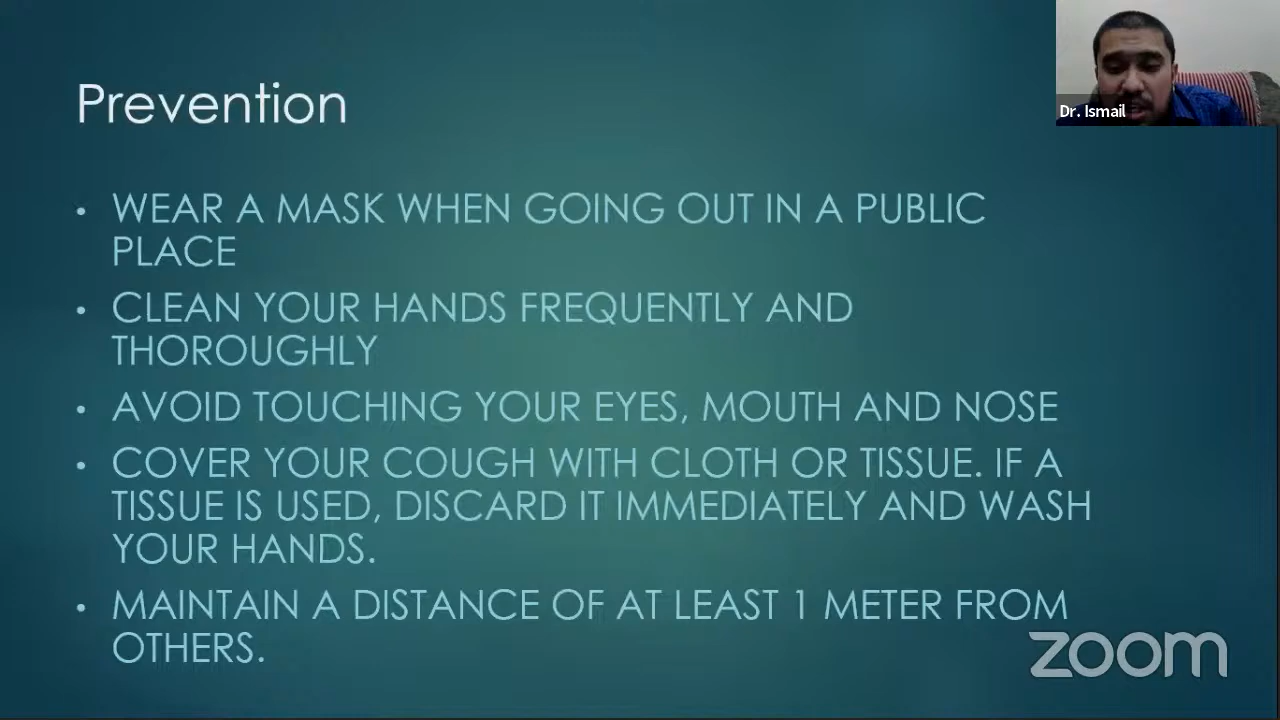 Prevention
Dr. Ismail
• WEAR A MASK WHEN GOING OUT IN A PUBLIC
PLACE
• CLEAN YOUR HANDS FREQUENTLY AND
THOROUGHLY
• AVOID TOUCHING YOUR EYES, MOUTH AND NOSE
• COVER YOUR COUGH WITH CLOTH OR TISSUE. IF A
TISSUE IS USED, DISCARD IT IMMEDIATELY AND WASH
YOUR HANDS.
• MAINTAIN A DISTANCE OF AT LEAST 1 METER FROM
OTHERS.
zoom